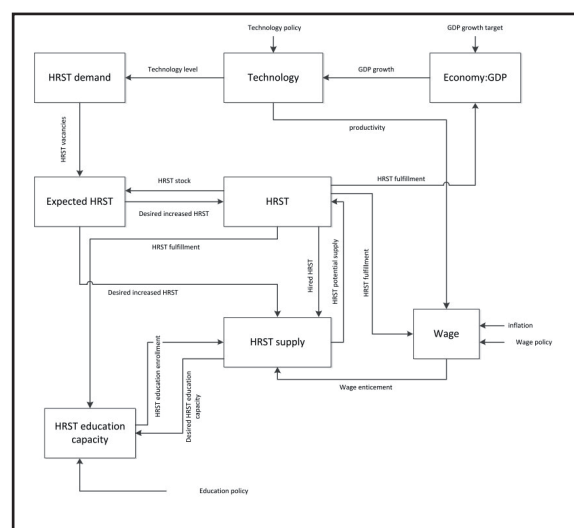 Technology policy
GDP growth target
HRST demand
Technology level
Technology
GDP growth
Economy:GDP
HRST vacancies
productivity
Expected HRST
HRST stock
Desired increased HRST
HRST
HRST fulfillment
HRST fulfillment
Desired increased HRST
Hired HRST
HRST potential supply
HRST fulfillment
HRST supply
Wage
inflation
Wage policy
Wage enticement
HRST education enrollment
Desired HRST education
capacity
HRST education
capacity
Education policy